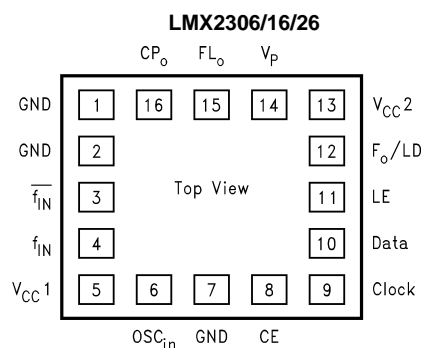 LMX2306/16/26
CPo FLo VP
GND 1 16 15 14 13 VCC2
GND 2 12 Fo/LD
fIN 3 Top View 11 LE
fIN 4 10 Data
VCC1 5 6 7 8 9 Clock
OSCin GND CE